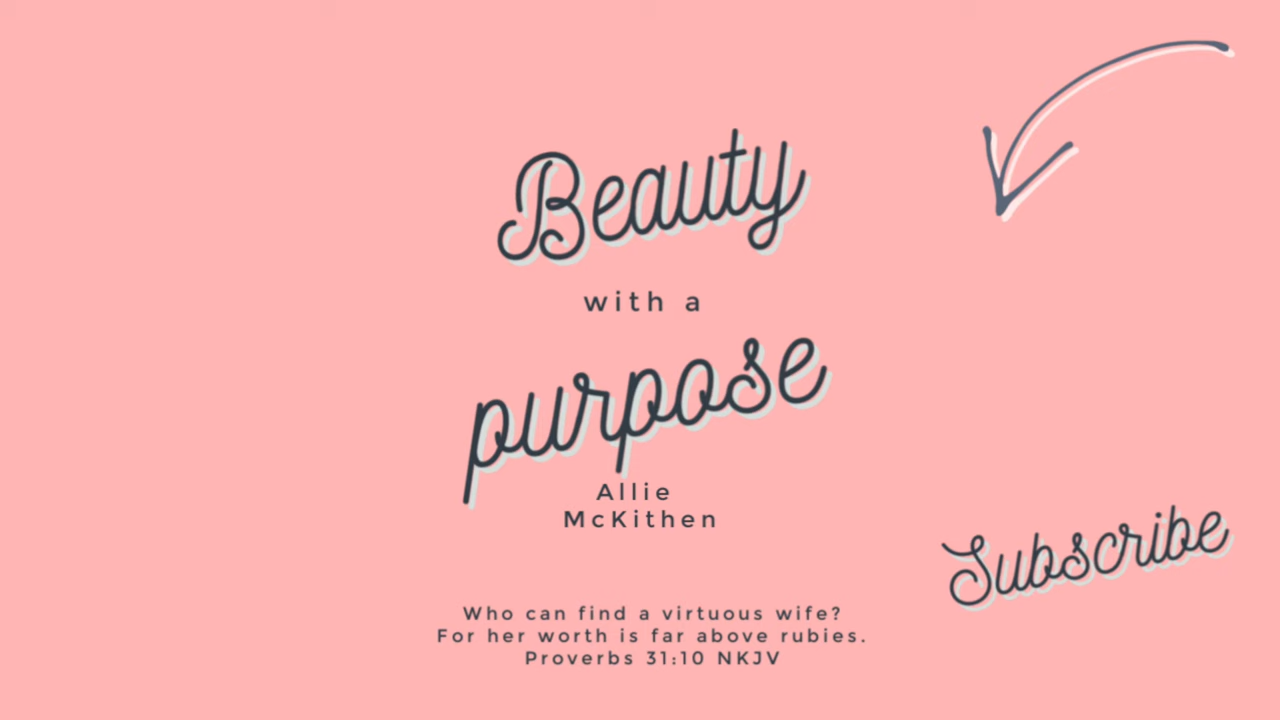 Beauty
with a
purpose
Allie
McKithen
Subscribe
Who can find a virtuous wife?
For her worth is far above rubies.
Proverbs 31:10 NKJV